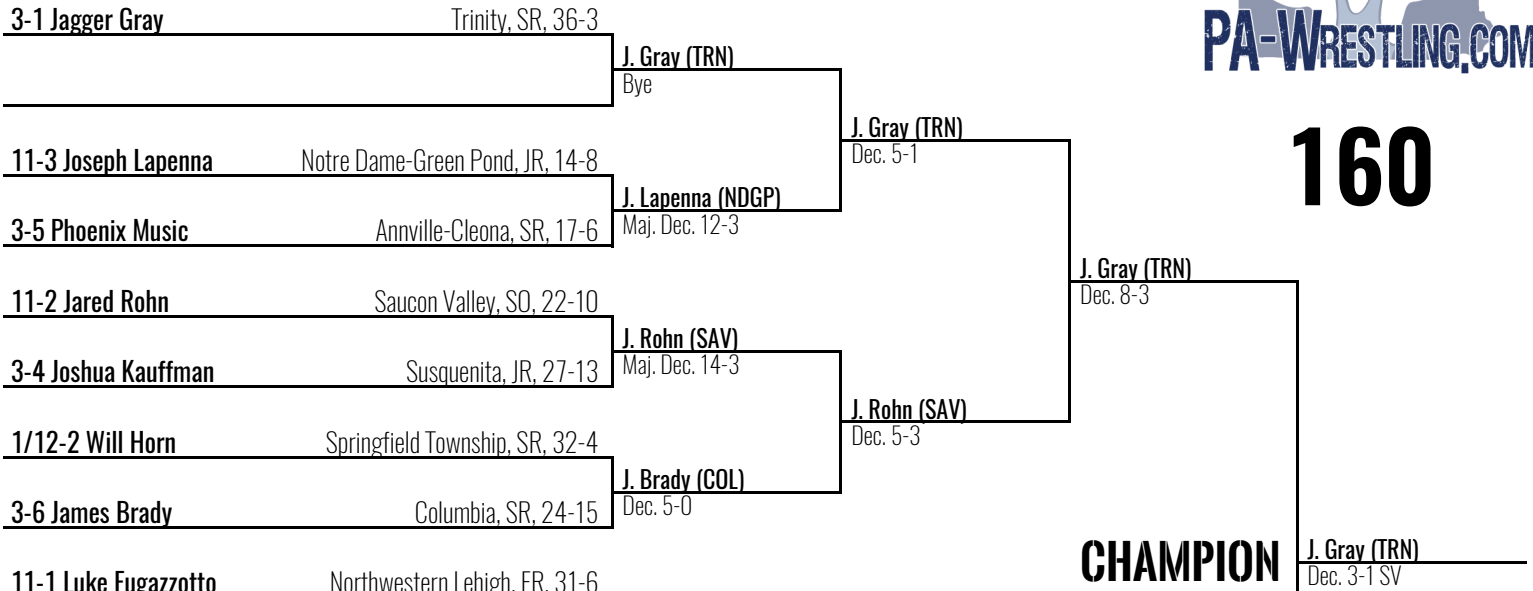 PA-WRESTLING.COM
160
3-1 Jagger Gray Trinity, SR, 36-3
J. Gray (TRN)
Bye
J. Gray (TRN)
Dec. 5-1
11-3 Joseph Lapenna Notre Dame-Green Pond, JR, 14-8
J. Lapenna (NDGP)
Maj. Dec. 12-3
3-5 Phoenix Music Annville-Cleona, SR, 17-6
J. Gray (TRN)
Dec. 8-3
11-2 Jared Rohn Saucon Valley, SO, 22-10
J. Rohn (SAV)
Maj. Dec. 14-3
3-4 Joshua Kauffman Susquenita, JR, 27-13
J. Rohn (SAV)
Dec. 5-3
1/12-2 Will Horn Springfield Township, SR, 32-4
J. Brady (COL)
Dec. 5-0
3-6 James Brady Columbia, SR, 24-15
CHAMPION
J. Gray (TRN)
Dec. 3-1 SV
11-1 Luke Fugazzotto Northwestern Lehigh, FR, 31-6